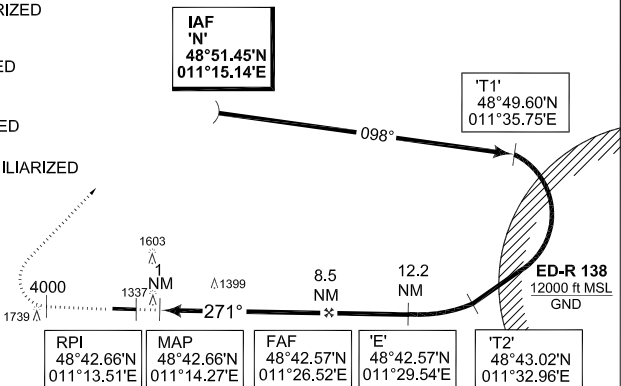 RIZED
IAF
'N'
48°51.45'N
011°15.14'E
ED
'T1'
48°49.60'N
011°35.75'E
ED
098°
ILIARIZED
1603
1
NM
1337
1399
8.5
NM
12.2
NM
ED-R 138
12000 ft MSL
GND
4000
1739
271°
RPI
48°42.66'N
011°13.51'E
MAP
48°42.66'N
011°14.27'E
FAF
48°42.57'N
011°26.52'E
'E'
48°42.57'N
011°29.54'E
'T2'
48°43.02'N
011°32.96'E